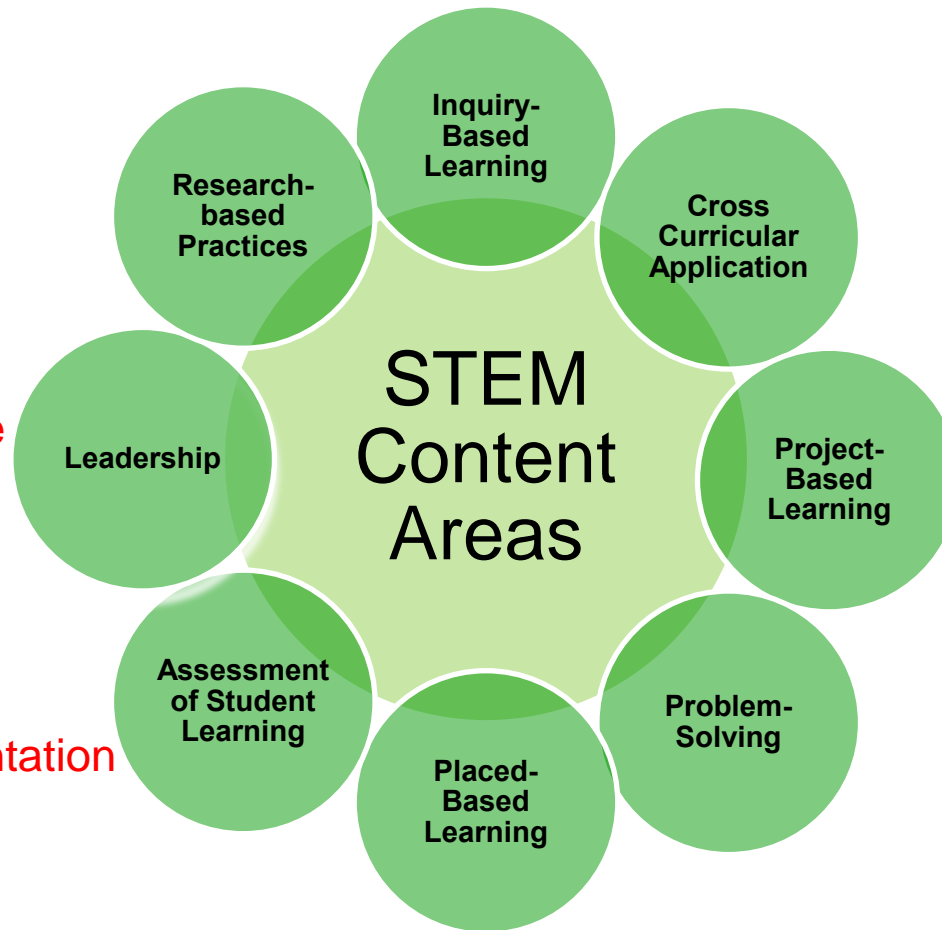 Inquiry-
Based
Learning
Cross
Curricular
Application
Project-
Based
Learning
Problem-
Solving
Placed-
Based
Learning
Assessment
of Student
Learning
Leadership
Research-
based
Practices
STEM
Content
Areas